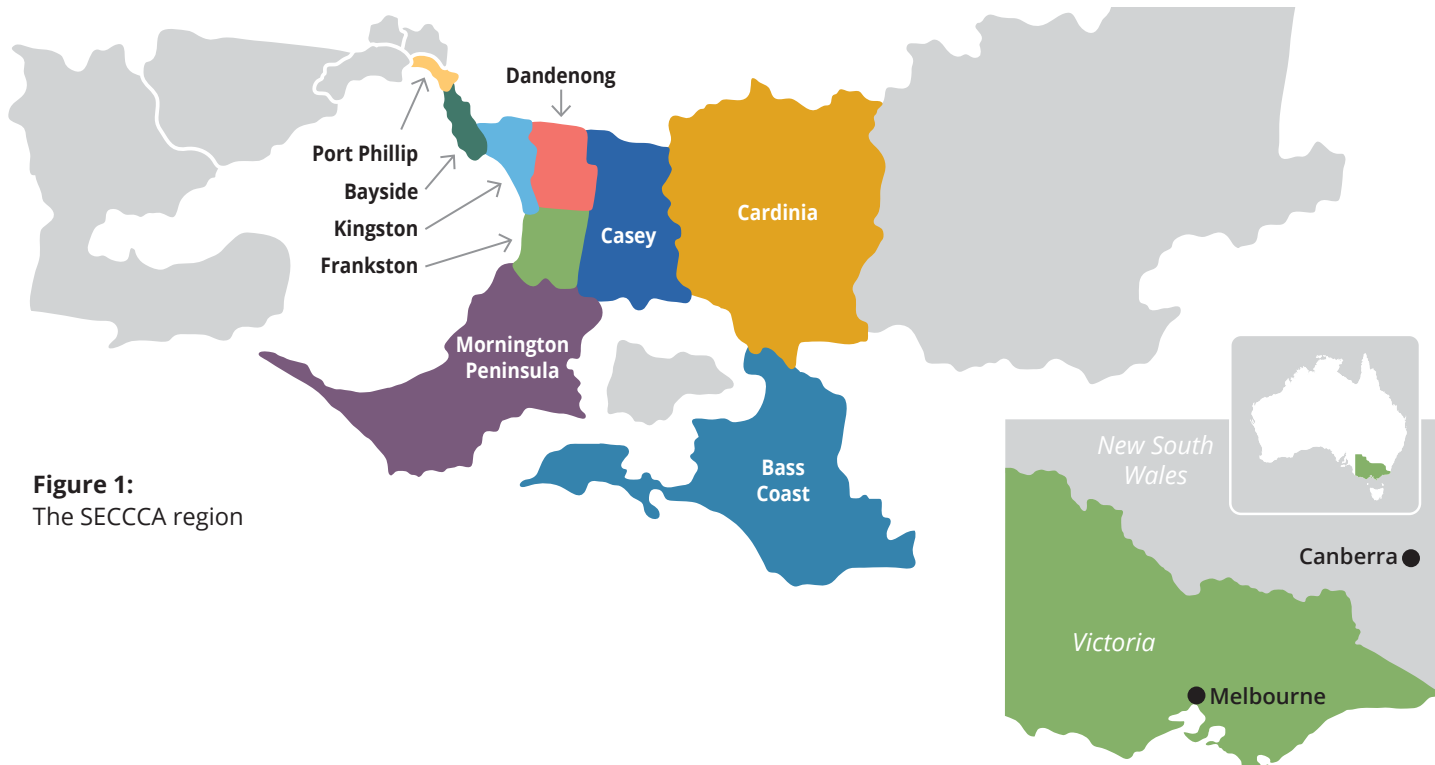 Dandenong
Port Phillip
Bayside
Kingston
Frankston
Casey
Cardinia
Mornington
Peninsula
Bass
Coast
Figure 1:
The SECCCA region
New South
Wales
Canberra
Victoria
Melbourne